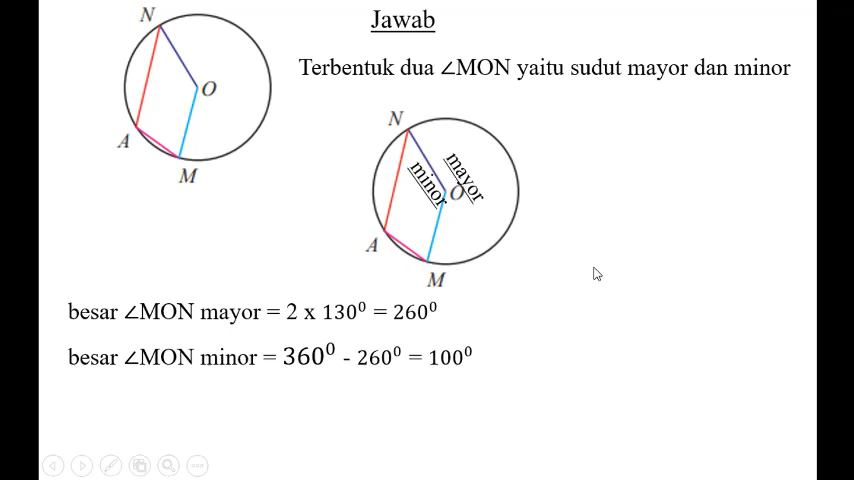 Jawab
Terbentuk dua ∠MON yaitu sudut mayor dan minor
N
O
A
M
N
mayor
minor
O
A
M
besar ∠MON mayor = 2 x 130⁰ = 260⁰
besar ∠MON minor = 360⁰ - 260⁰ = 100⁰